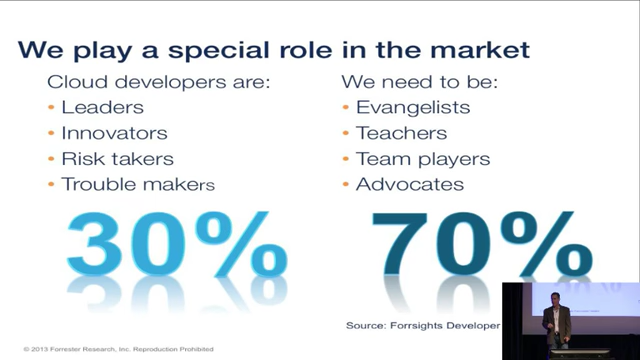 We play a special role in the market
Cloud developers are:
• Leaders
• Innovators
• Risk takers
• Trouble makers
30%
We need to be:
• Evangelists
• Teachers
• Team players
• Advocates
70%
Source: Forrsights Developer
© 2013 Forrester Research, Inc. Reproduction Prohibited